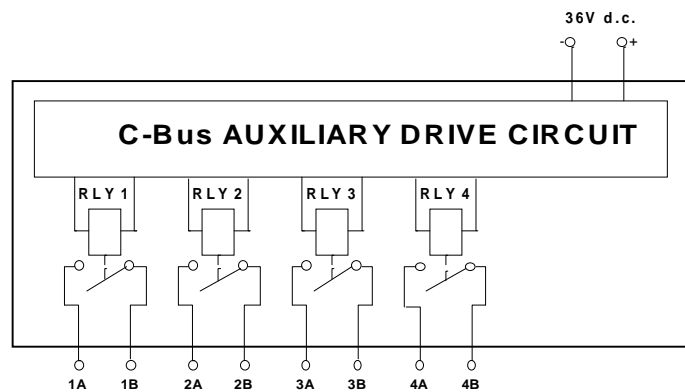 36V d.c.
- +
C-Bus AUXILIARY DRIVE CIRCUIT
RLY 1 RLY 2 RLY 3 RLY 4
1A 1B 2A 2B 3A 3B 4A 4B